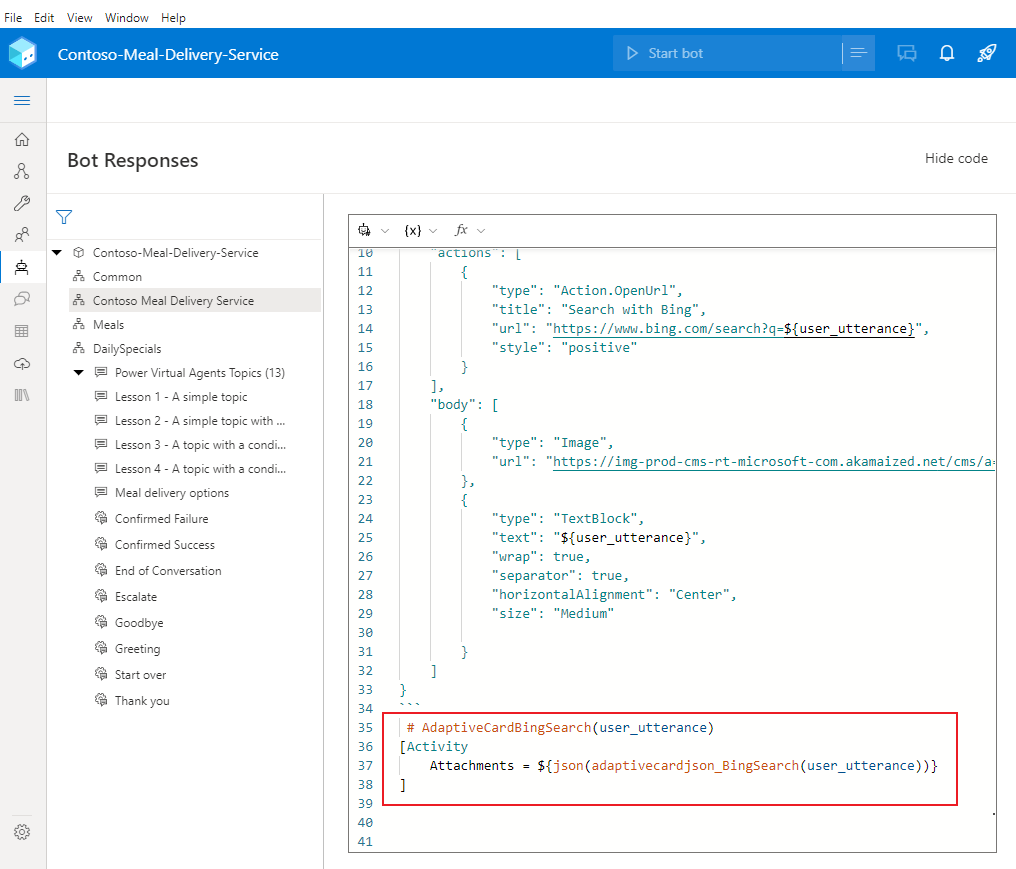 File Edit View Window Help
Contoso-Meal-Delivery-Service
Start bot
Bot Responses
Hide code
Contoso-Meal-Delivery-Service
Common
Contoso Meal Delivery Service
Meals
DailySpecials
Power Virtual Agents Topics (13)
Lesson 1 - A simple topic
Lesson 2 - A simple topic with ...
Lesson 3 - A topic with a condi...
Lesson 4 - A topic with a condi...
Meal delivery options
Confirmed Failure
Confirmed Success
End of Conversation
Escalate
Goodbye
Greeting
Start over
Thank you
{x} fx
10 "actions": [
11 {
12 "type": "Action.OpenUrl",
13 "title": "Search with Bing",
14 "url": "https://www.bing.com/search?q=${user_utterance}",
15 "style": "positive"
16 }
17 ],
18 "body": [
19 {
20 "type": "Image",
21 "url": "https://img-prod-cms-rt-microsoft-com.akamaized.net/cms/a
22 },
23 {
24 "type": "TextBlock",
25 "text": "${user_utterance}",
26 "wrap": true,
27 "separator": true,
28 "horizontalAlignment": "Center",
29 "size": "Medium"
30
31 }
32 ]
33 }
34 ```
35 # AdaptiveCardBingSearch(user_utterance)
36 [Activity
37 Attachments = ${json(adaptivecardjson_BingSearch(user_utterance))}
38 ]
39
40
41